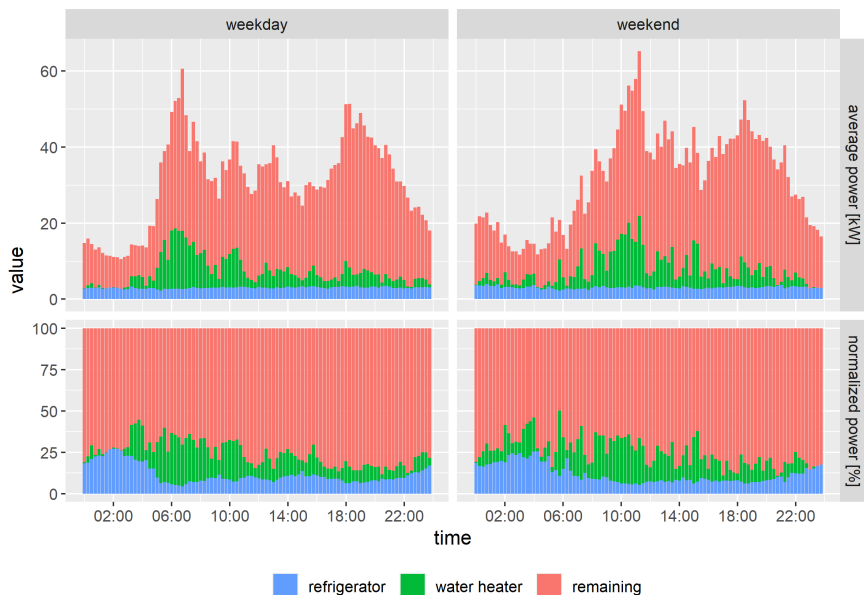 weekday weekend
60
40
20
0
average power [kW]
value
100
75
50
25
0
normalized power [%]
02:00 06:00 10:00 14:00 18:00 22:00 02:00 06:00 10:00 14:00 18:00 22:00
time
refrigerator water heater remaining